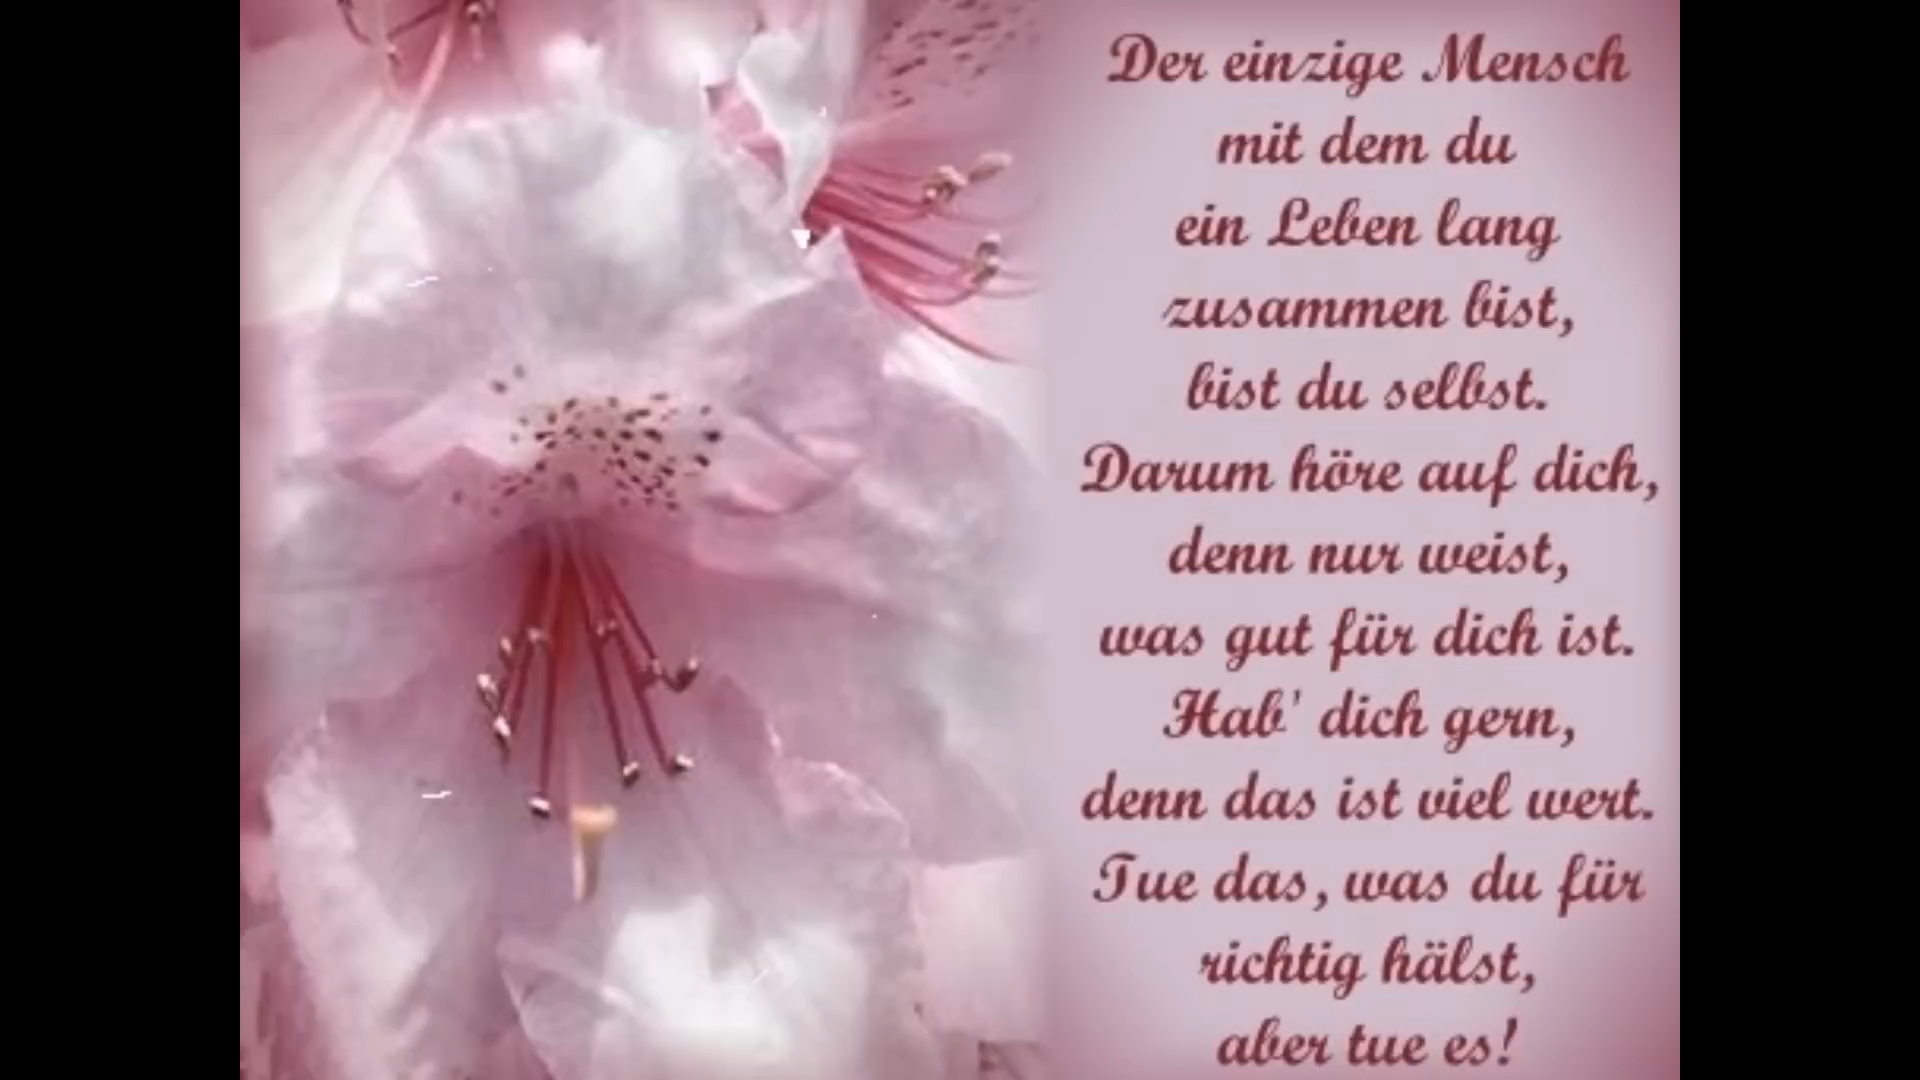 Der einzige Mensch
mit dem du
ein Leben lang
zusammen bist,
bist du selbst.
Darum höre auf dich,
denn nur weist,
was gut für dich ist.
Hab' dich gern,
denn das ist viel wert.
Tue das, was du für
richtig hälst,
aber tue es!